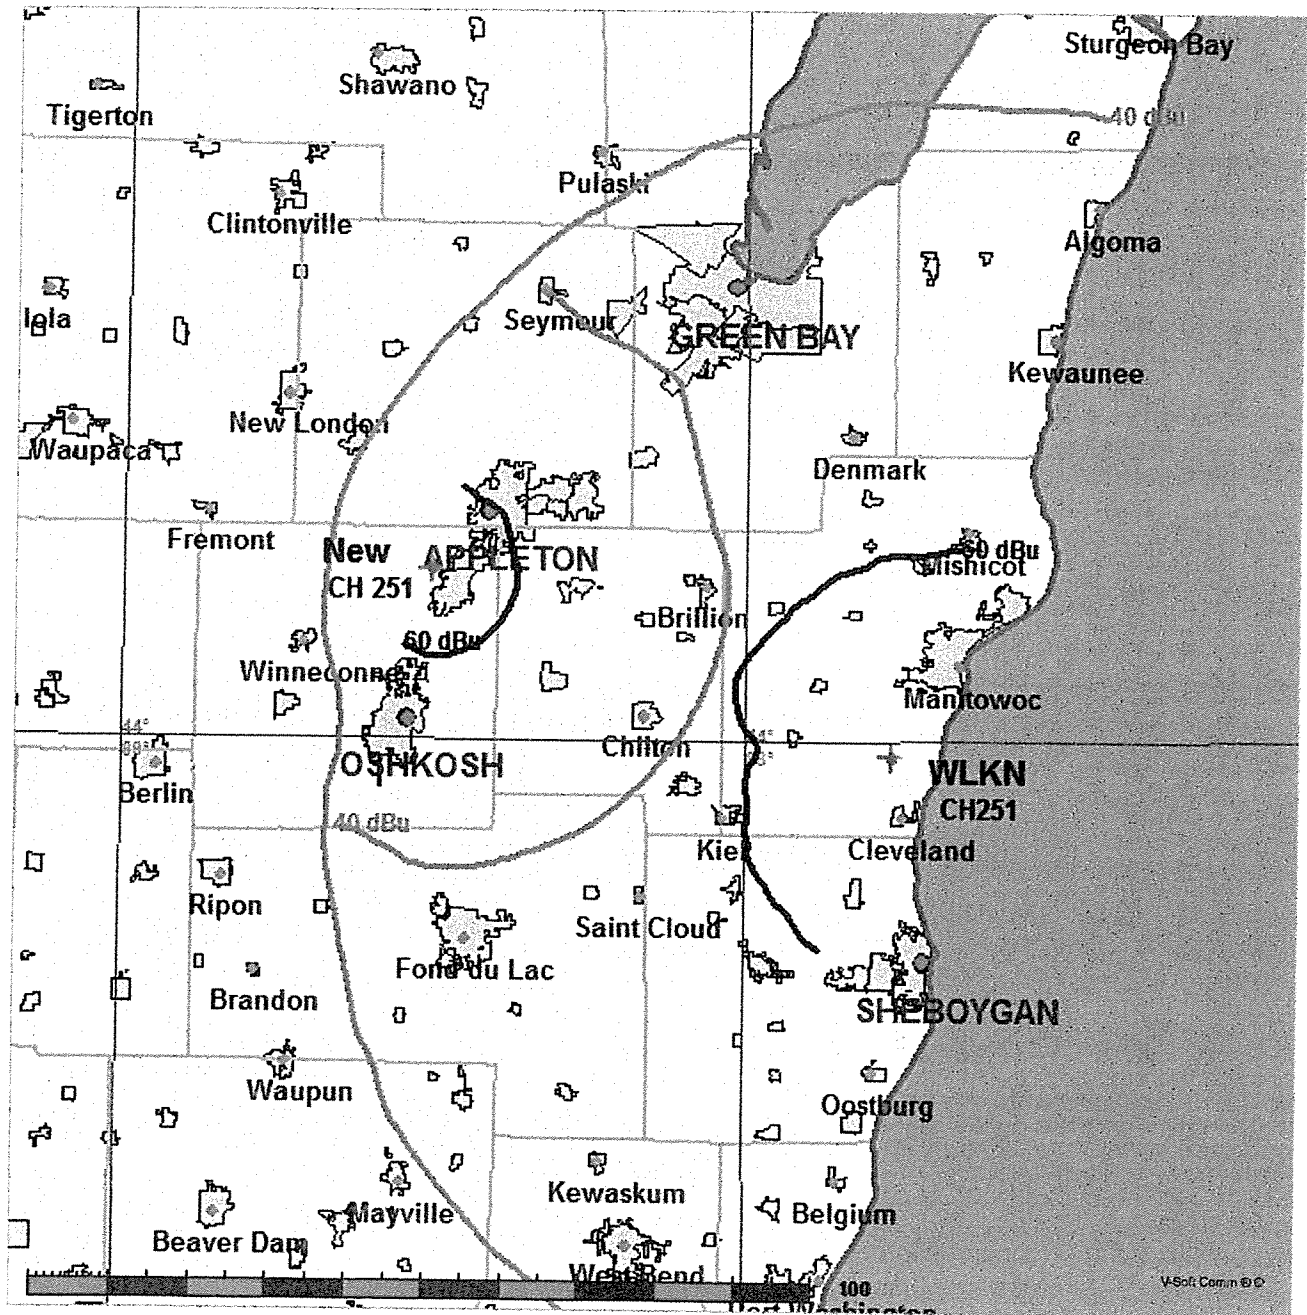 Sturgeon Bay
Shawano
Tigerton
40 dBu
Pulaski
Clintonville
Algoma
Iola
Seymour
GREEN BAY
Kewaunee
New London
Waupaca
Denmark
Fremont
New
APPLETON
60 dBu
Mishicot
CH 251
Brillion
60 dBu
Winneconne
Manitowoc
44°
Chilton
OSHKOSH
WLKN
Berlin
CH251
40 dBu
Kiel
Cleveland
Ripon
Saint Cloud
Fond du Lac
Brandon
SHEBOYGAN
Waupun
Oostburg
Kewaskum
Mayville
Belgium
Beaver Dam
West Bend
100
V-Soft Comm ® ©
Port Washington